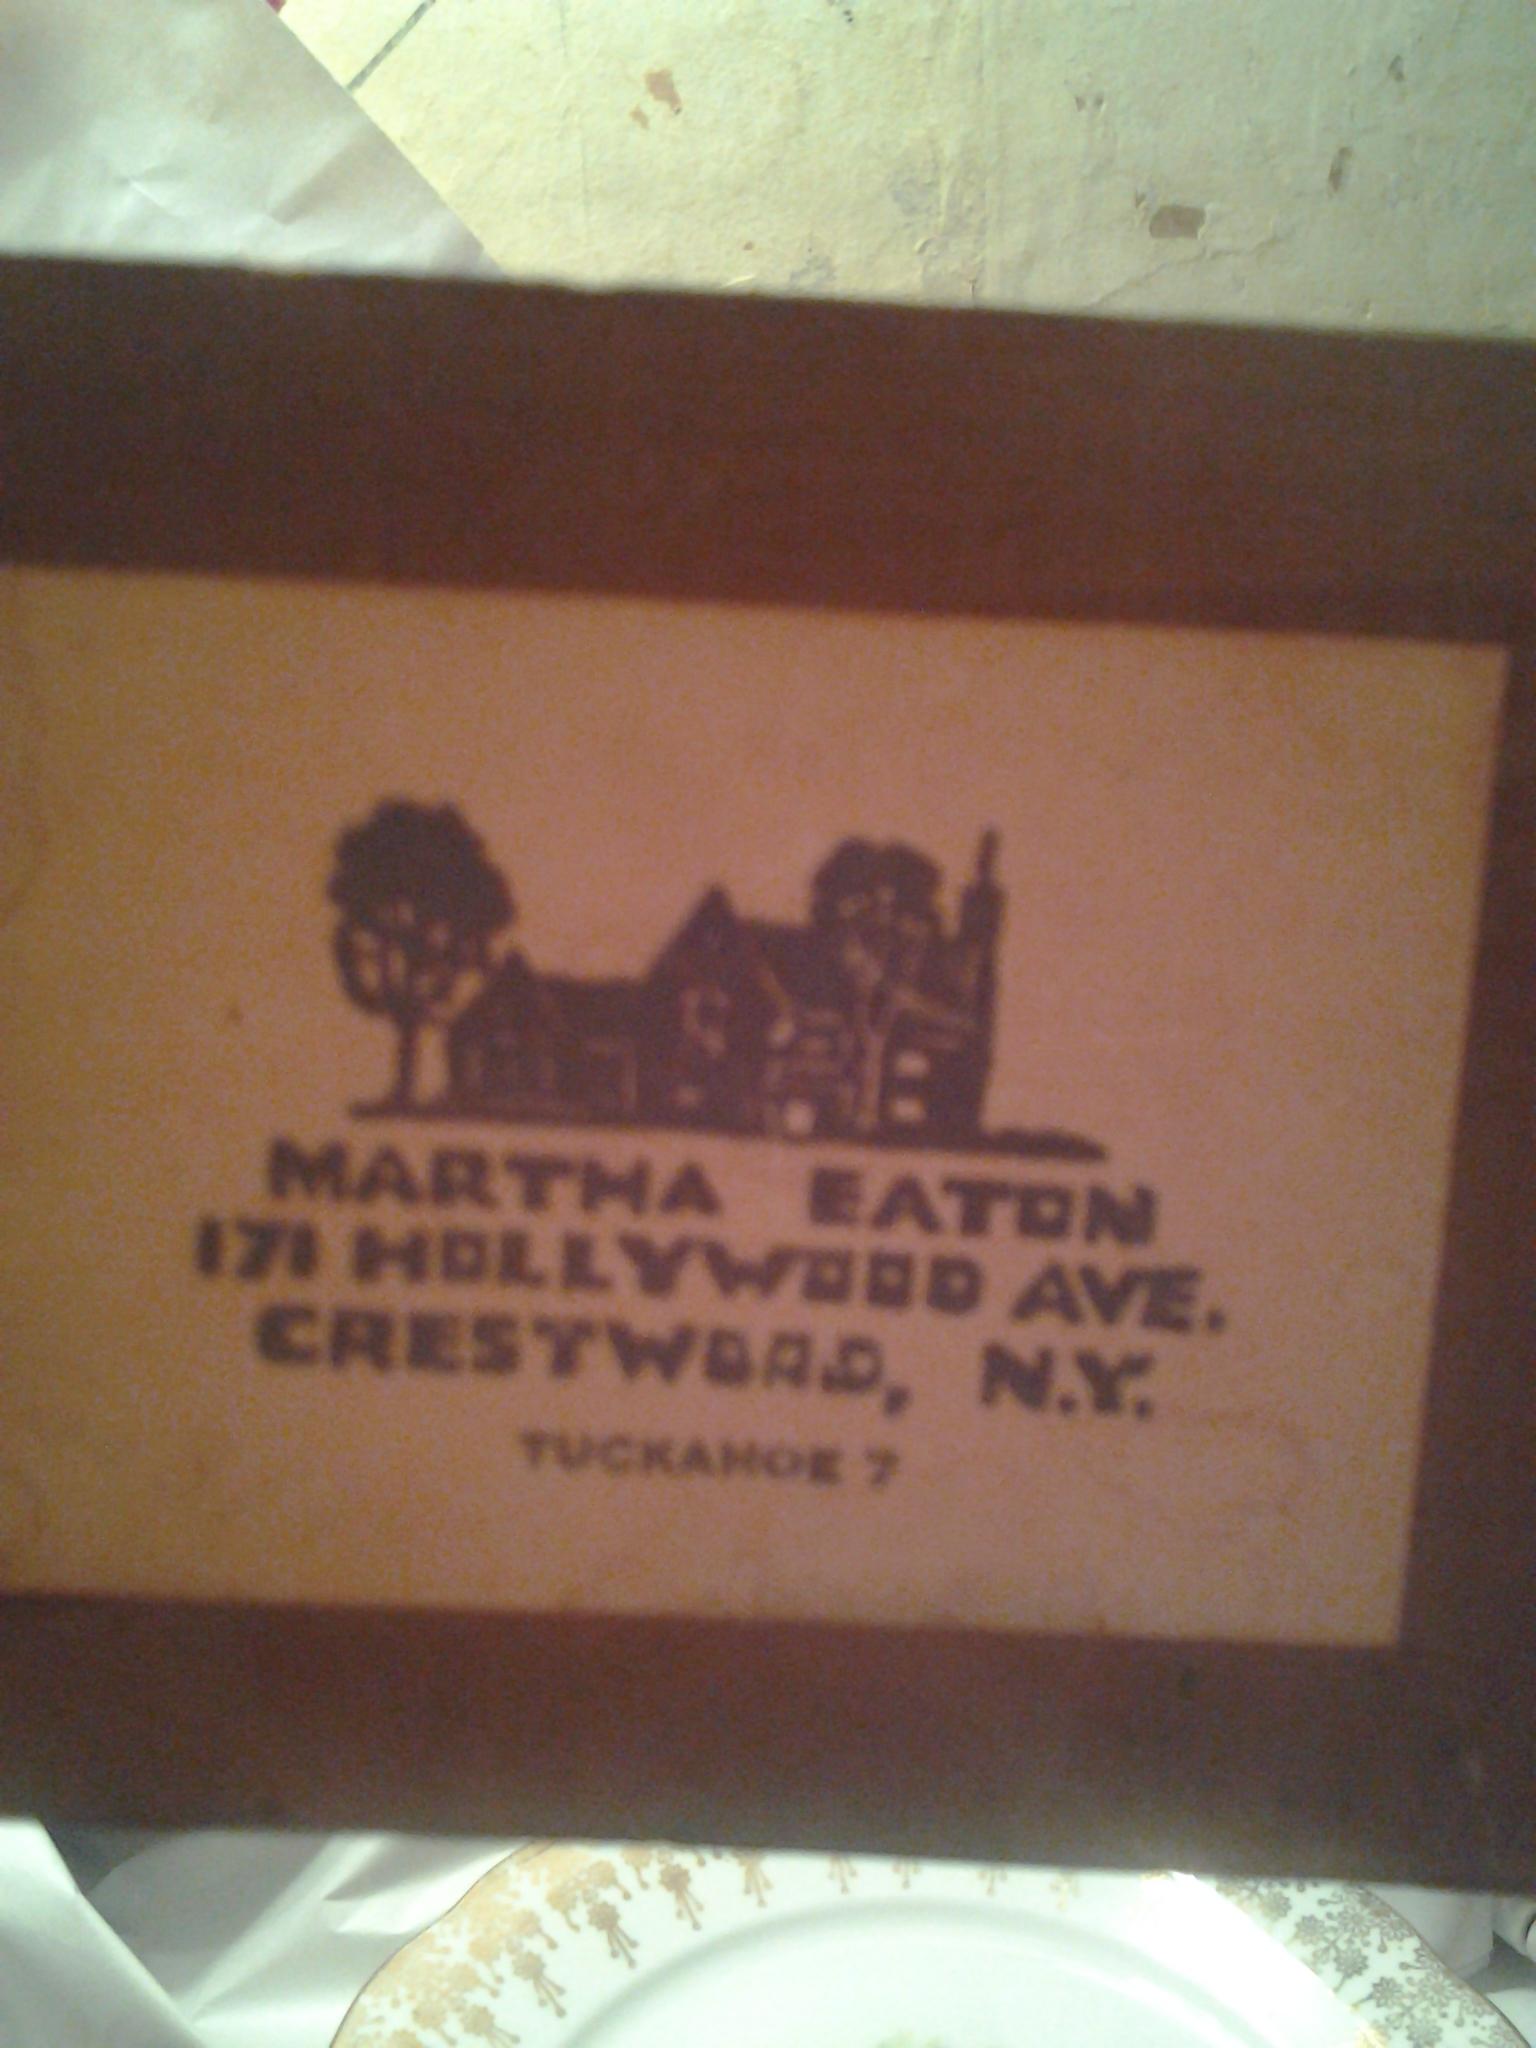 MARTHA EATON
171 HOLLYWOOD AVE.
CRESTWOOD, N.Y.
TUCKAHOE 7